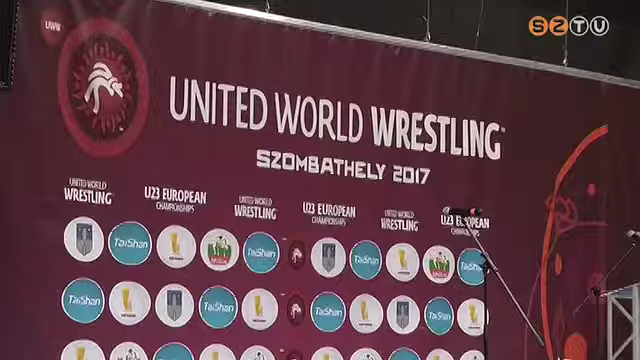 UWW
SZTV
UNITED WORLD WRESTLING
SZOMBATHELY 2017
UNITED WORLD WRESTLING
U23 EUROPEAN CHAMPIONSHIPS
UNITED WORLD WRESTLING
U23 EUROPEAN CHAMPIONSHIPS
UNITED WORLD WRESTLING
U23 EUROPEAN CHAMPIONSHIPS
TaiShan TaiShan TaiShan TaiShan
TaiShan TaiShan TaiShan TaiShan